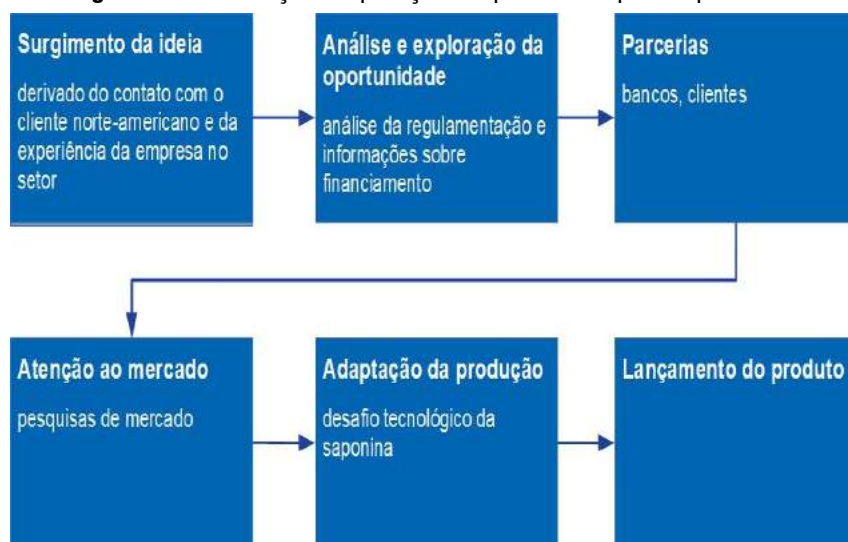 Surgimento da ideia
derivado do contato com o
cliente norte-americano e da
experiência da empresa no
setor
Análise e exploração da
oportunidade
análise da regulamentação e
informações sobre
financiamento
Parcerias
bancos, clientes
Atenção ao mercado
pesquisas de mercado
Adaptação da produção
desafio tecnológico da
saponina
Lançamento do produto